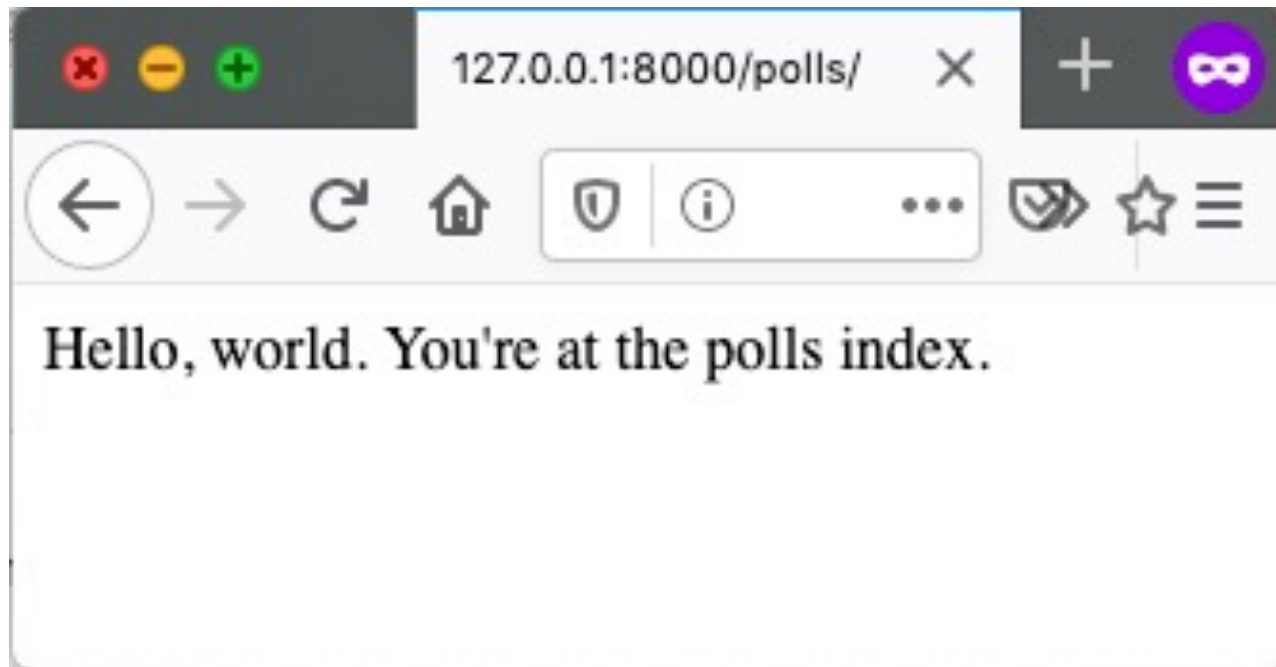 127.0.0.1:8000/polls/
Hello, world. You're at the polls index.